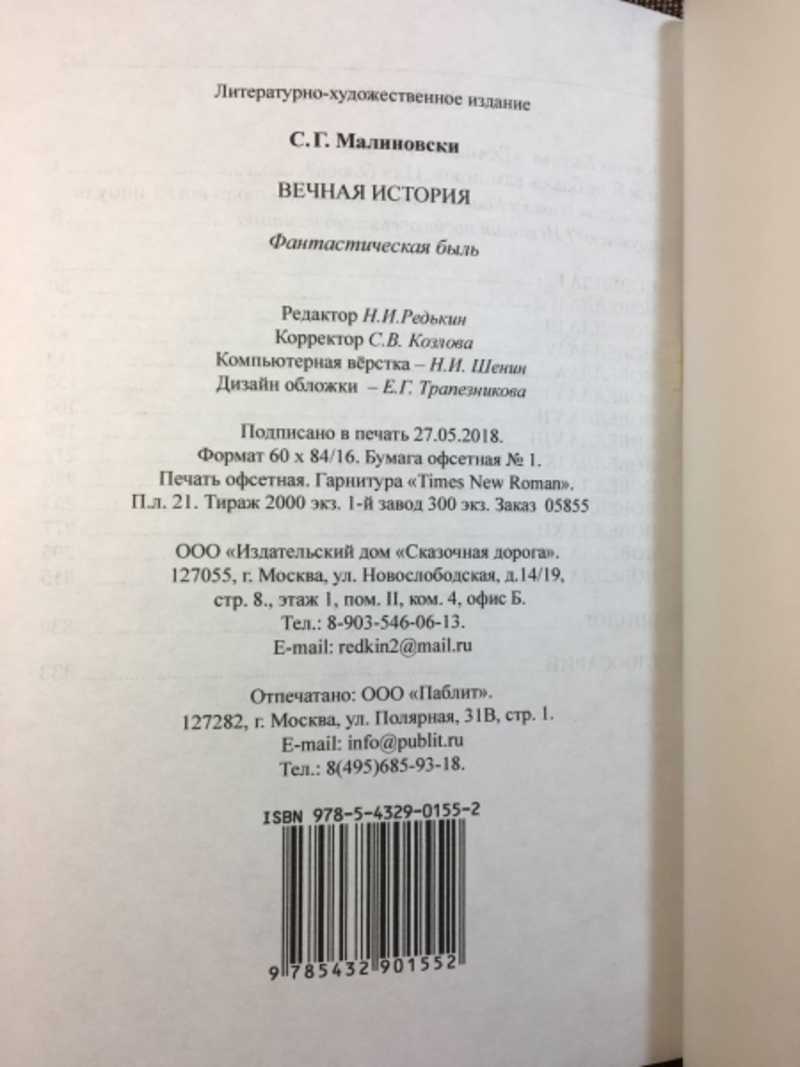 Литературно-художественное издание
С. Г. Малиновски
ВЕЧНАЯ ИСТОРИЯ
Фантастическая быль
Редактор Н.И.Редькин
Корректор С.В. Козлова
Компьютерная вёрстка – Н.И. Шенин
Дизайн обложки – Е.Г. Трапезникова
Подписано в печать 27.05.2018.
Формат 60 х 84/16. Бумага офсетная № 1.
Печать офсетная. Гарнитура «Times New Roman».
П.л. 21. Тираж 2000 экз. 1-й завод 300 экз. Заказ 05855
ООО «Издательский дом «Сказочная дорога».
127055, г. Москва, ул. Новослободская, д.14/19,
стр. 8., этаж 1, пом. II, ком. 4, офис Б.
Тел.: 8-903-546-06-13.
E-mail: redkin2@mail.ru
Отпечатано: ООО «Паблит».
127282, г. Москва, ул. Полярная, 31В, стр. 1.
E-mail: info@publit.ru
Тел.: 8(495)685-93-18.
ISBN 978-5-4329-0155-2
9 785432 901552